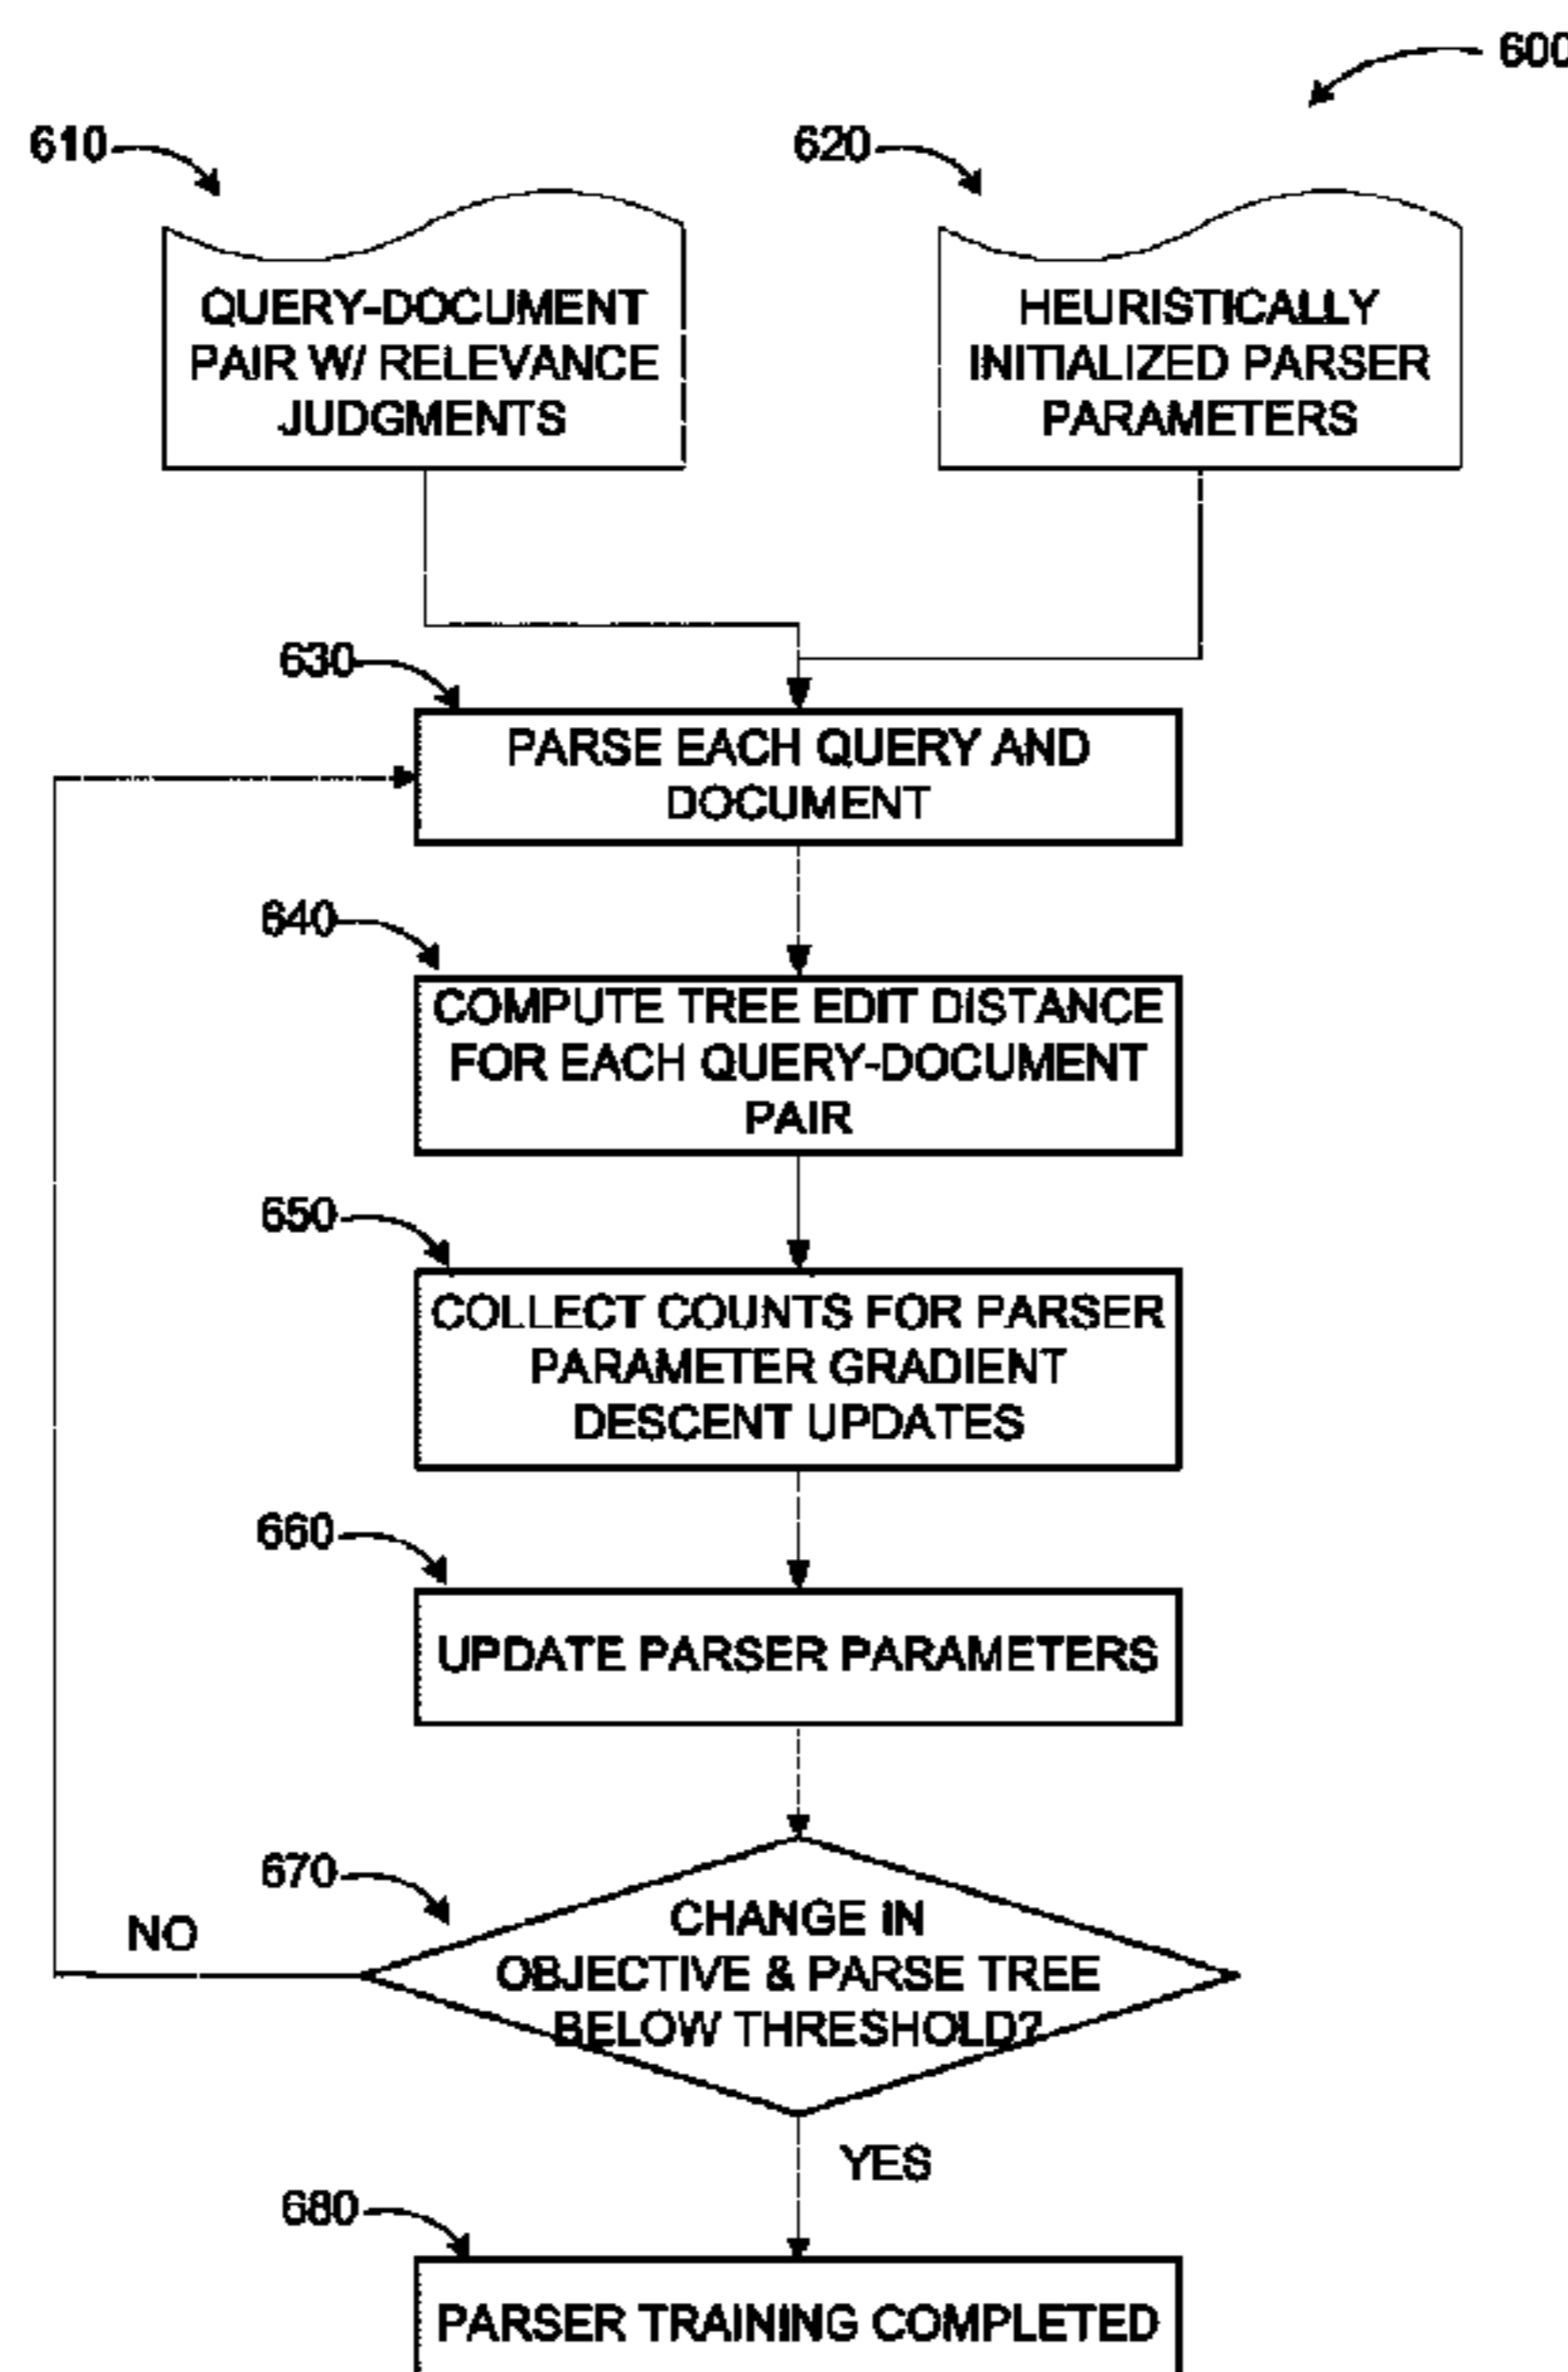 600
610
620
QUERY-DOCUMENT
PAIR W/ RELEVANCE
JUDGMENTS
HEURISTICALLY
INITIALIZED PARSER
PARAMETERS
630
PARSE EACH QUERY AND
DOCUMENT
640
COMPUTE TREE EDIT DISTANCE
FOR EACH QUERY-DOCUMENT
PAIR
650
COLLECT COUNTS FOR PARSER
PARAMETER GRADIENT
DESCENT UPDATES
660
UPDATE PARSER PARAMETERS
670
CHANGE IN
OBJECTIVE & PARSE TREE
BELOW THRESHOLD?
NO
YES
680
PARSER TRAINING COMPLETED